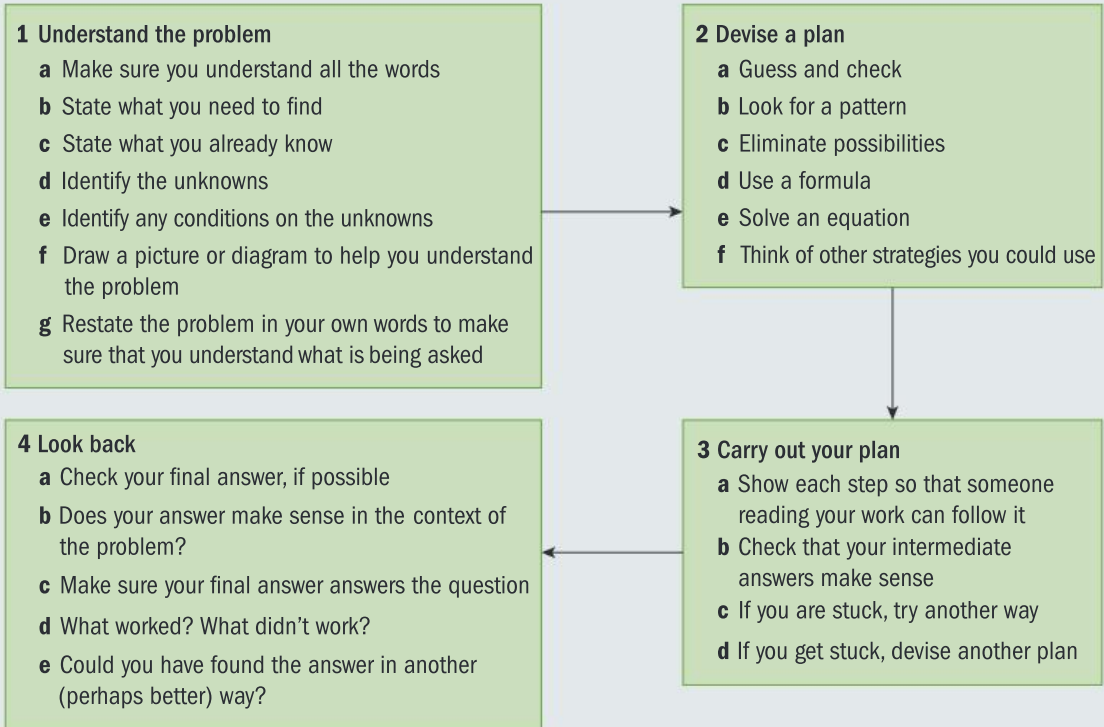 1 Understand the problem
a Make sure you understand all the words
b State what you need to find
c State what you already know
d Identify the unknowns
e Identify any conditions on the unknowns
f Draw a picture or diagram to help you understand
the problem
g Restate the problem in your own words to make
sure that you understand what is being asked
2 Devise a plan
a Guess and check
b Look for a pattern
c Eliminate possibilities
d Use a formula
e Solve an equation
f Think of other strategies you could use
3 Carry out your plan
a Show each step so that someone
reading your work can follow it
b Check that your intermediate
answers make sense
c If you are stuck, try another way
d If you get stuck, devise another plan
4 Look back
a Check your final answer, if possible
b Does your answer make sense in the context of
the problem?
c Make sure your final answer answers the question
d What worked? What didn't work?
e Could you have found the answer in another
(perhaps better) way?